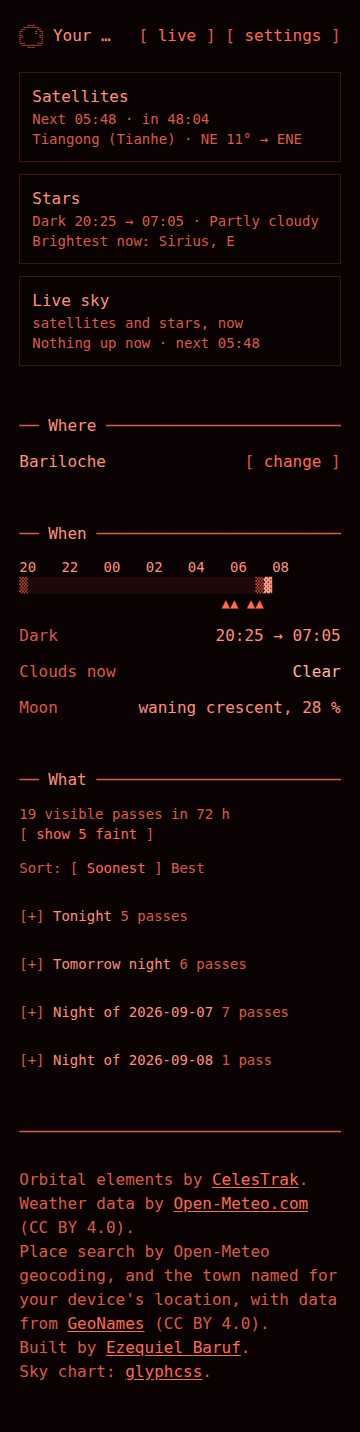 Your … [ live ] [ settings ]
Satellites
Next 05:48 · in 48:04
Tiangong (Tianhe) · NE 11° → ENE
Stars
Dark 20:25 → 07:05 · Partly cloudy
Brightest now: Sirius, E
Live sky
satellites and stars, now
Nothing up now · next 05:48
Where
Bariloche [ change ]
When
20 22 00 02 04 06 08
▲▲ ▲▲
Dark 20:25 → 07:05
Clouds now Clear
Moon waning crescent, 28 %
What
19 visible passes in 72 h
[ show 5 faint ]
Sort: [ Soonest ] Best
[+] Tonight 5 passes
[+] Tomorrow night 6 passes
[+] Night of 2026-09-07 7 passes
[+] Night of 2026-09-08 1 pass
Orbital elements by CelesTrak.
Weather data by Open-Meteo.com
(CC BY 4.0).
Place search by Open-Meteo
geocoding, and the town named for
your device's location, with data
from GeoNames (CC BY 4.0).
Built by Ezequiel Baruf.
Sky chart: glyphcss.